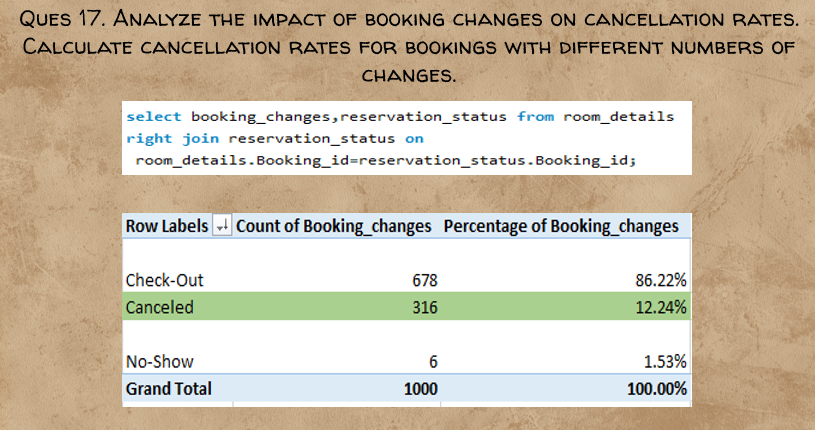 Ques 17. Analyze the impact of booking changes on cancellation rates.
Calculate cancellation rates for bookings with different numbers of
changes.
select booking_changes,reservation_status from room_details
right join reservation_status on
room_details.Booking_id=reservation_status.Booking_id;
Row Labels Count of Booking_changes Percentage of Booking_changes
Check-Out 678 86.22%
Canceled 316 12.24%
No-Show 6 1.53%
Grand Total 1000 100.00%